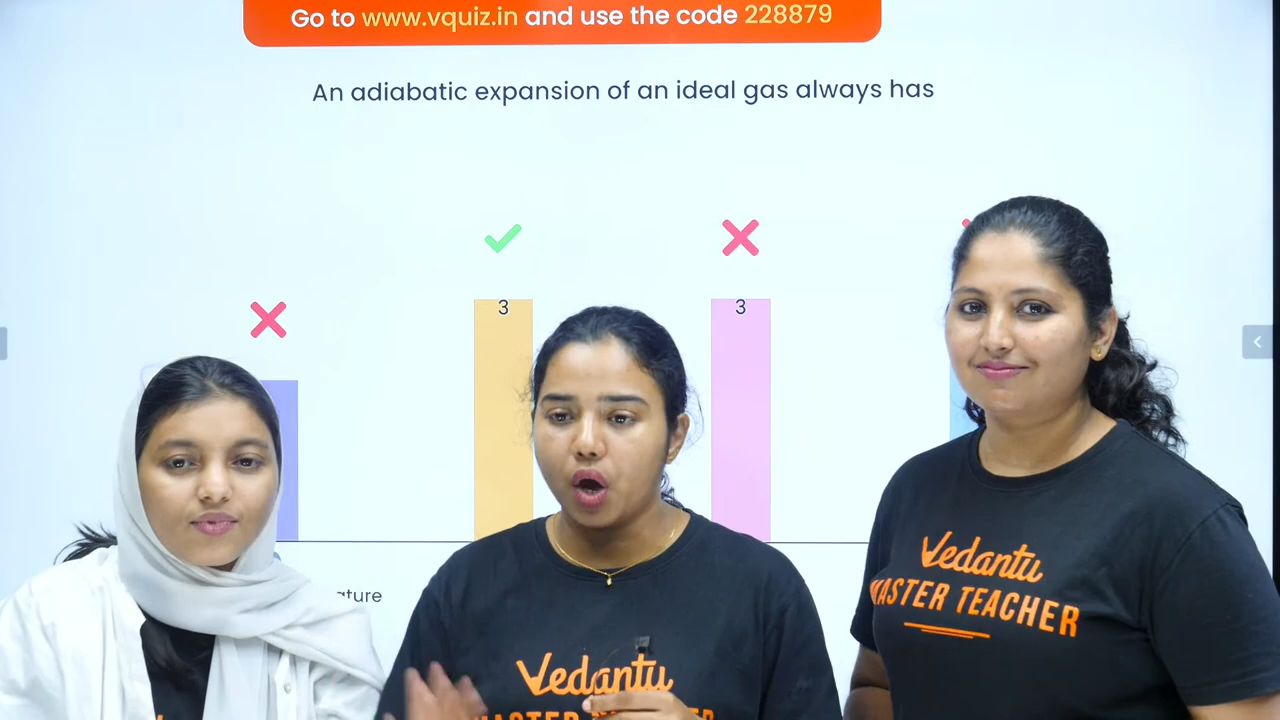 Go to www.vquiz.in and use the code 228879
An adiabatic expansion of an ideal gas always has
3
3
Vedantu
MASTER TEACHER
Vedantu
MASTER